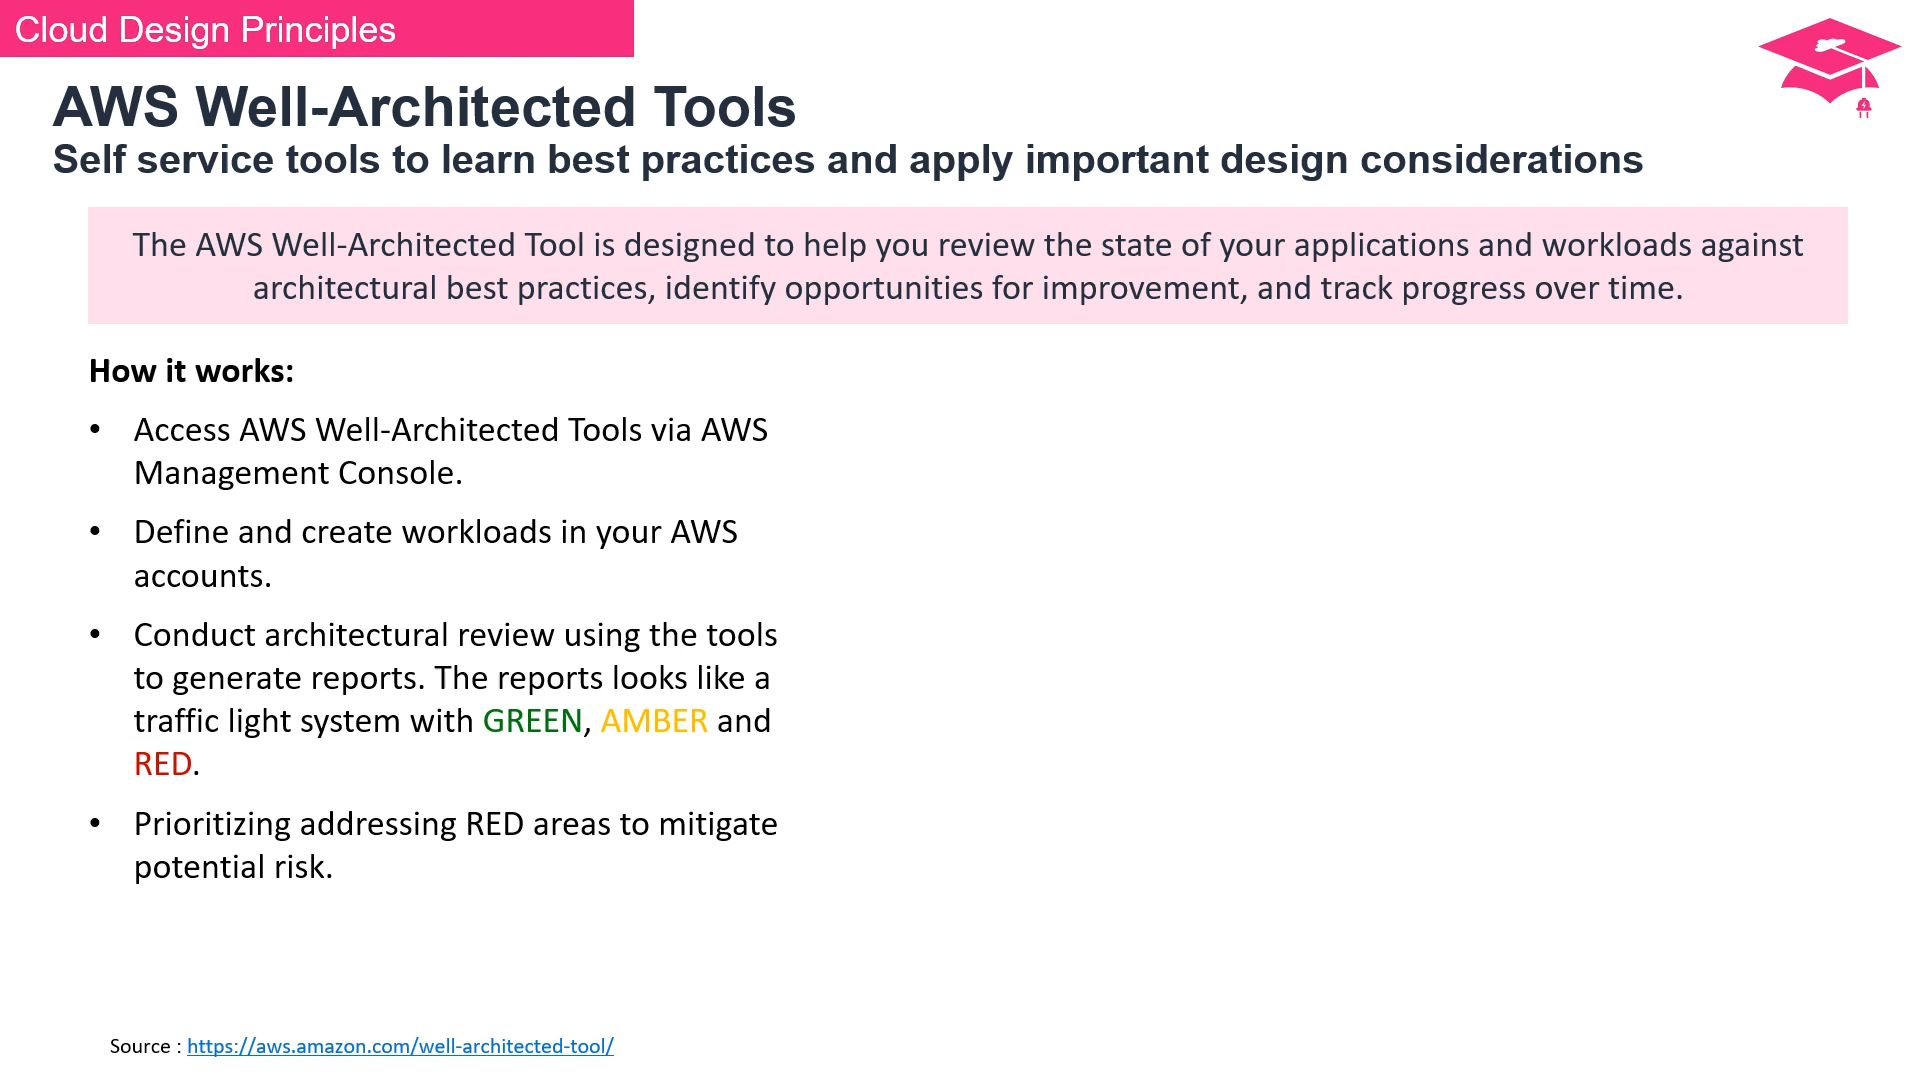 Cloud Design Principles
AWS Well-Architected Tools
Self service tools to learn best practices and apply important design considerations
The AWS Well-Architected Tool is designed to help you review the state of your applications and workloads against
architectural best practices, identify opportunities for improvement, and track progress over time.
How it works:
• Access AWS Well-Architected Tools via AWS
Management Console.
• Define and create workloads in your AWS
accounts.
• Conduct architectural review using the tools
to generate reports. The reports looks like a
traffic light system with GREEN, AMBER and
RED.
• Prioritizing addressing RED areas to mitigate
potential risk.
Source : https://aws.amazon.com/well-architected-tool/